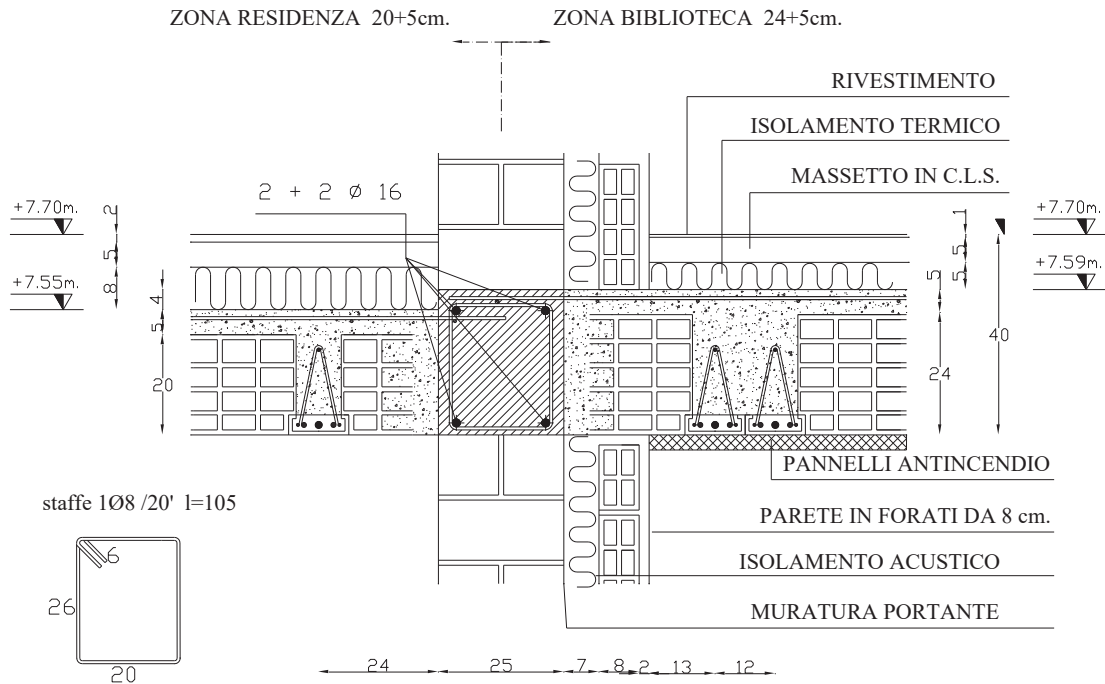 ZONA RESIDENZA 20+5cm.
ZONA BIBLIOTECA 24+5cm.
RIVESTIMENTO
ISOLAMENTO TERMICO
MASSETTO IN C.L.S.
2 + 2 Ø 16
+7.70m.
2
5
8
+7.55m.
4
5
20
1
5
5
+7.70m.
+7.59m.
5
24
40
PANNELLI ANTINCENDIO
staffe 1Ø8 /20' l=105
PARETE IN FORATI DA 8 cm.
ISOLAMENTO ACUSTICO
MURATURA PORTANTE
6
26
20
24
25
7
8
2
13
12